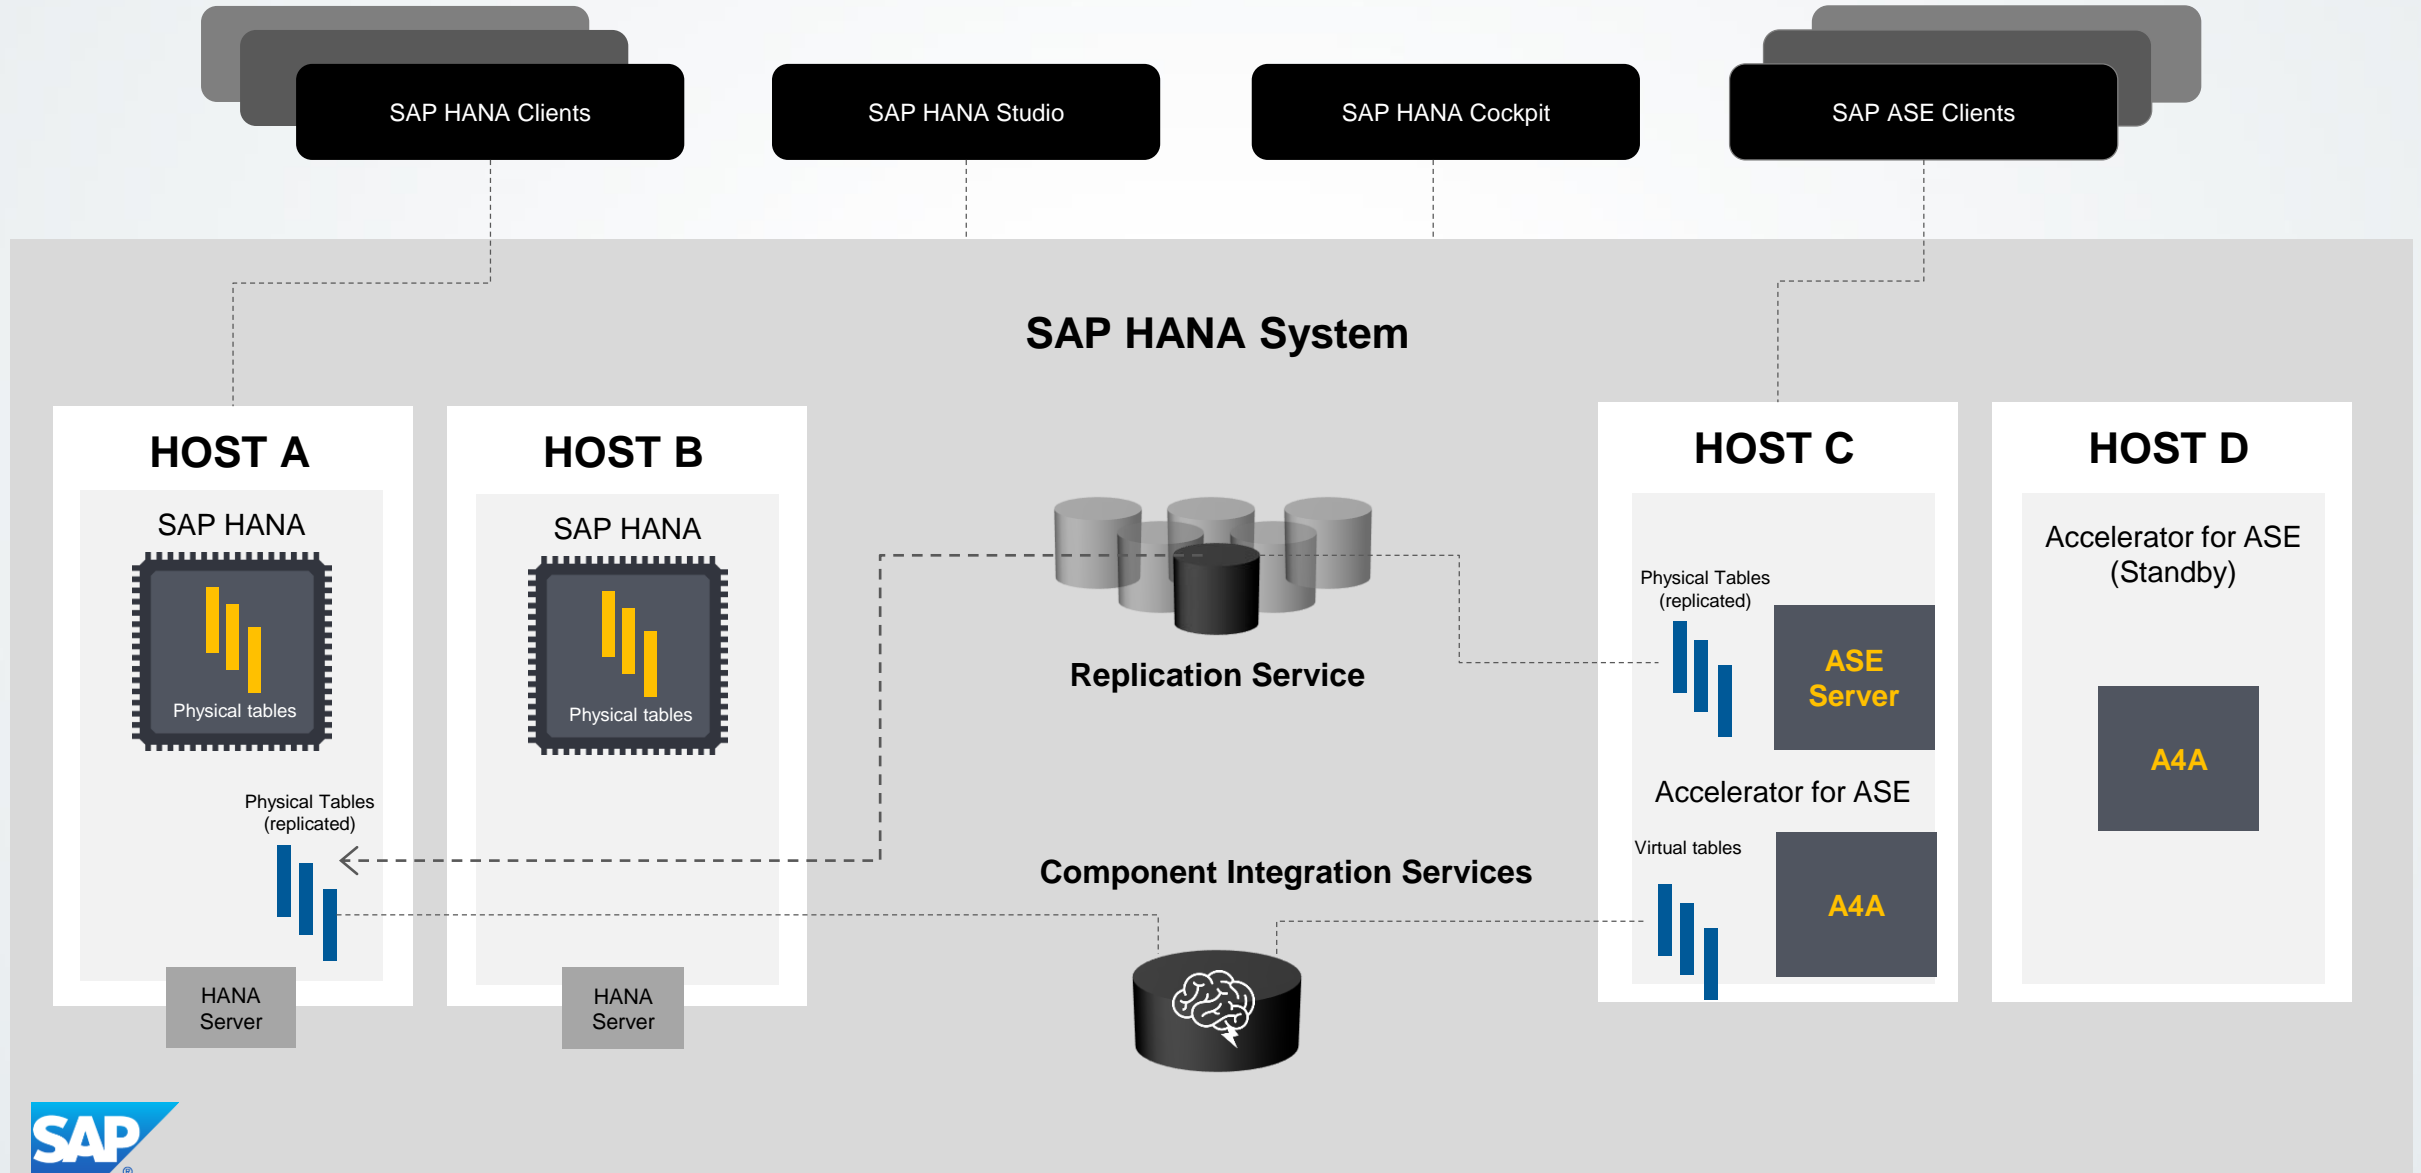 SAP HANA Clients
SAP HANA Studio
SAP HANA Cockpit
SAP ASE Clients
SAP HANA System
HOST A
SAP HANA
Physical tables
Physical Tables
(replicated)
HANA
Server
HOST B
SAP HANA
Physical tables
HANA
Server
Replication Service
Component Integration Services
HOST C
Physical Tables
(replicated)
ASE
Server
Accelerator for ASE
Virtual tables
A4A
HOST D
Accelerator for ASE
(Standby)
A4A
SAP
®